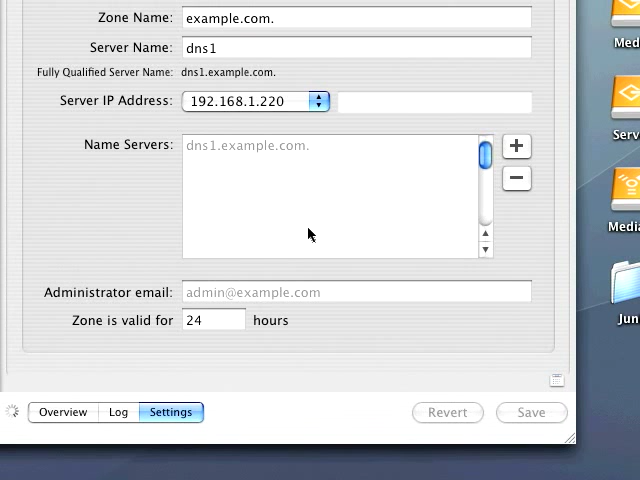 Zone Name: example.com.
Server Name: dns1
Fully Qualified Server Name: dns1.example.com.
Server IP Address: 192.168.1.220
Name Servers: dns1.example.com.
Administrator email: admin@example.com
Zone is valid for 24 hours
Overview Log Settings Revert Save
Med
Serv
Media
Jun